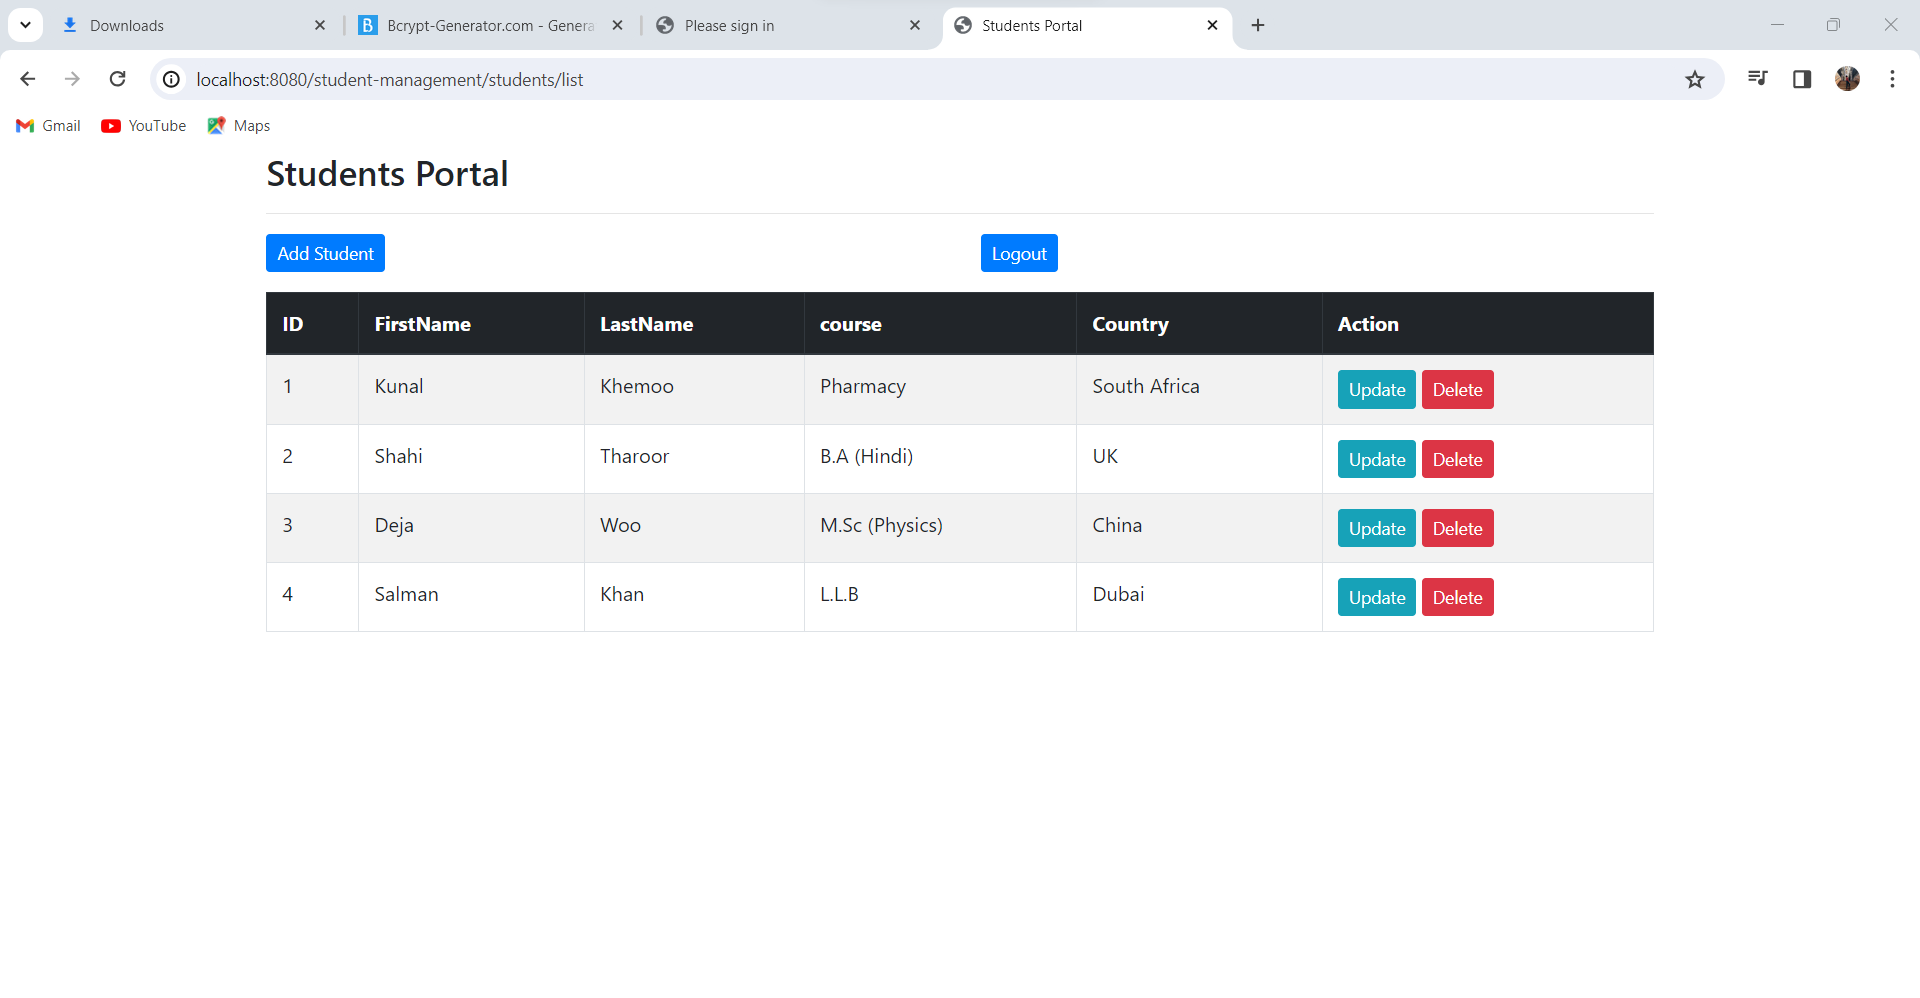 Downloads
Bcrypt-Generator.com - Genera
Please sign in
Students Portal
localhost:8080/student-management/students/list
Gmail YouTube Maps
Students Portal
Add Student Logout
ID FirstName LastName course Country Action
1 Kunal Khemoo Pharmacy South Africa Update Delete
2 Shahi Tharoor B.A (Hindi) UK Update Delete
3 Deja Woo M.Sc (Physics) China Update Delete
4 Salman Khan L.L.B Dubai Update Delete